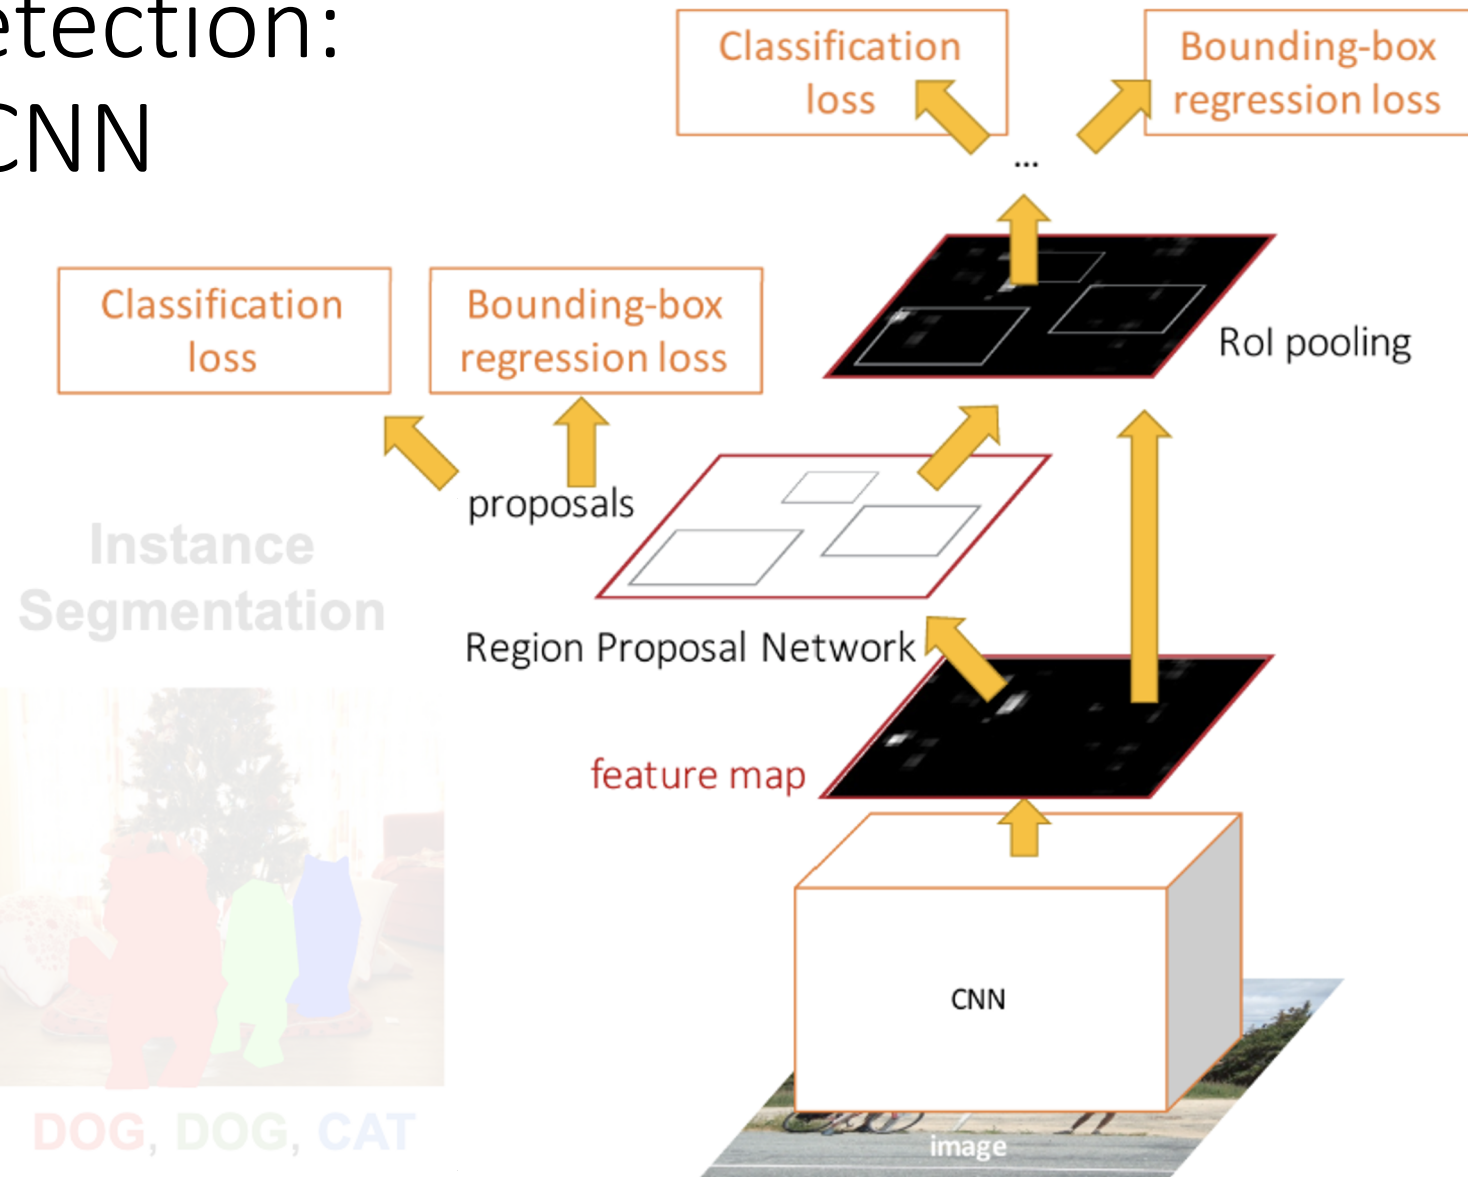 etection:
CNN
Classification
loss
Bounding-box
regression loss
...
Classification
loss
Bounding-box
regression loss
RoI pooling
proposals
Instance
Segmentation
Region Proposal Network
feature map
CNN
DOG, DOG, CAT
image